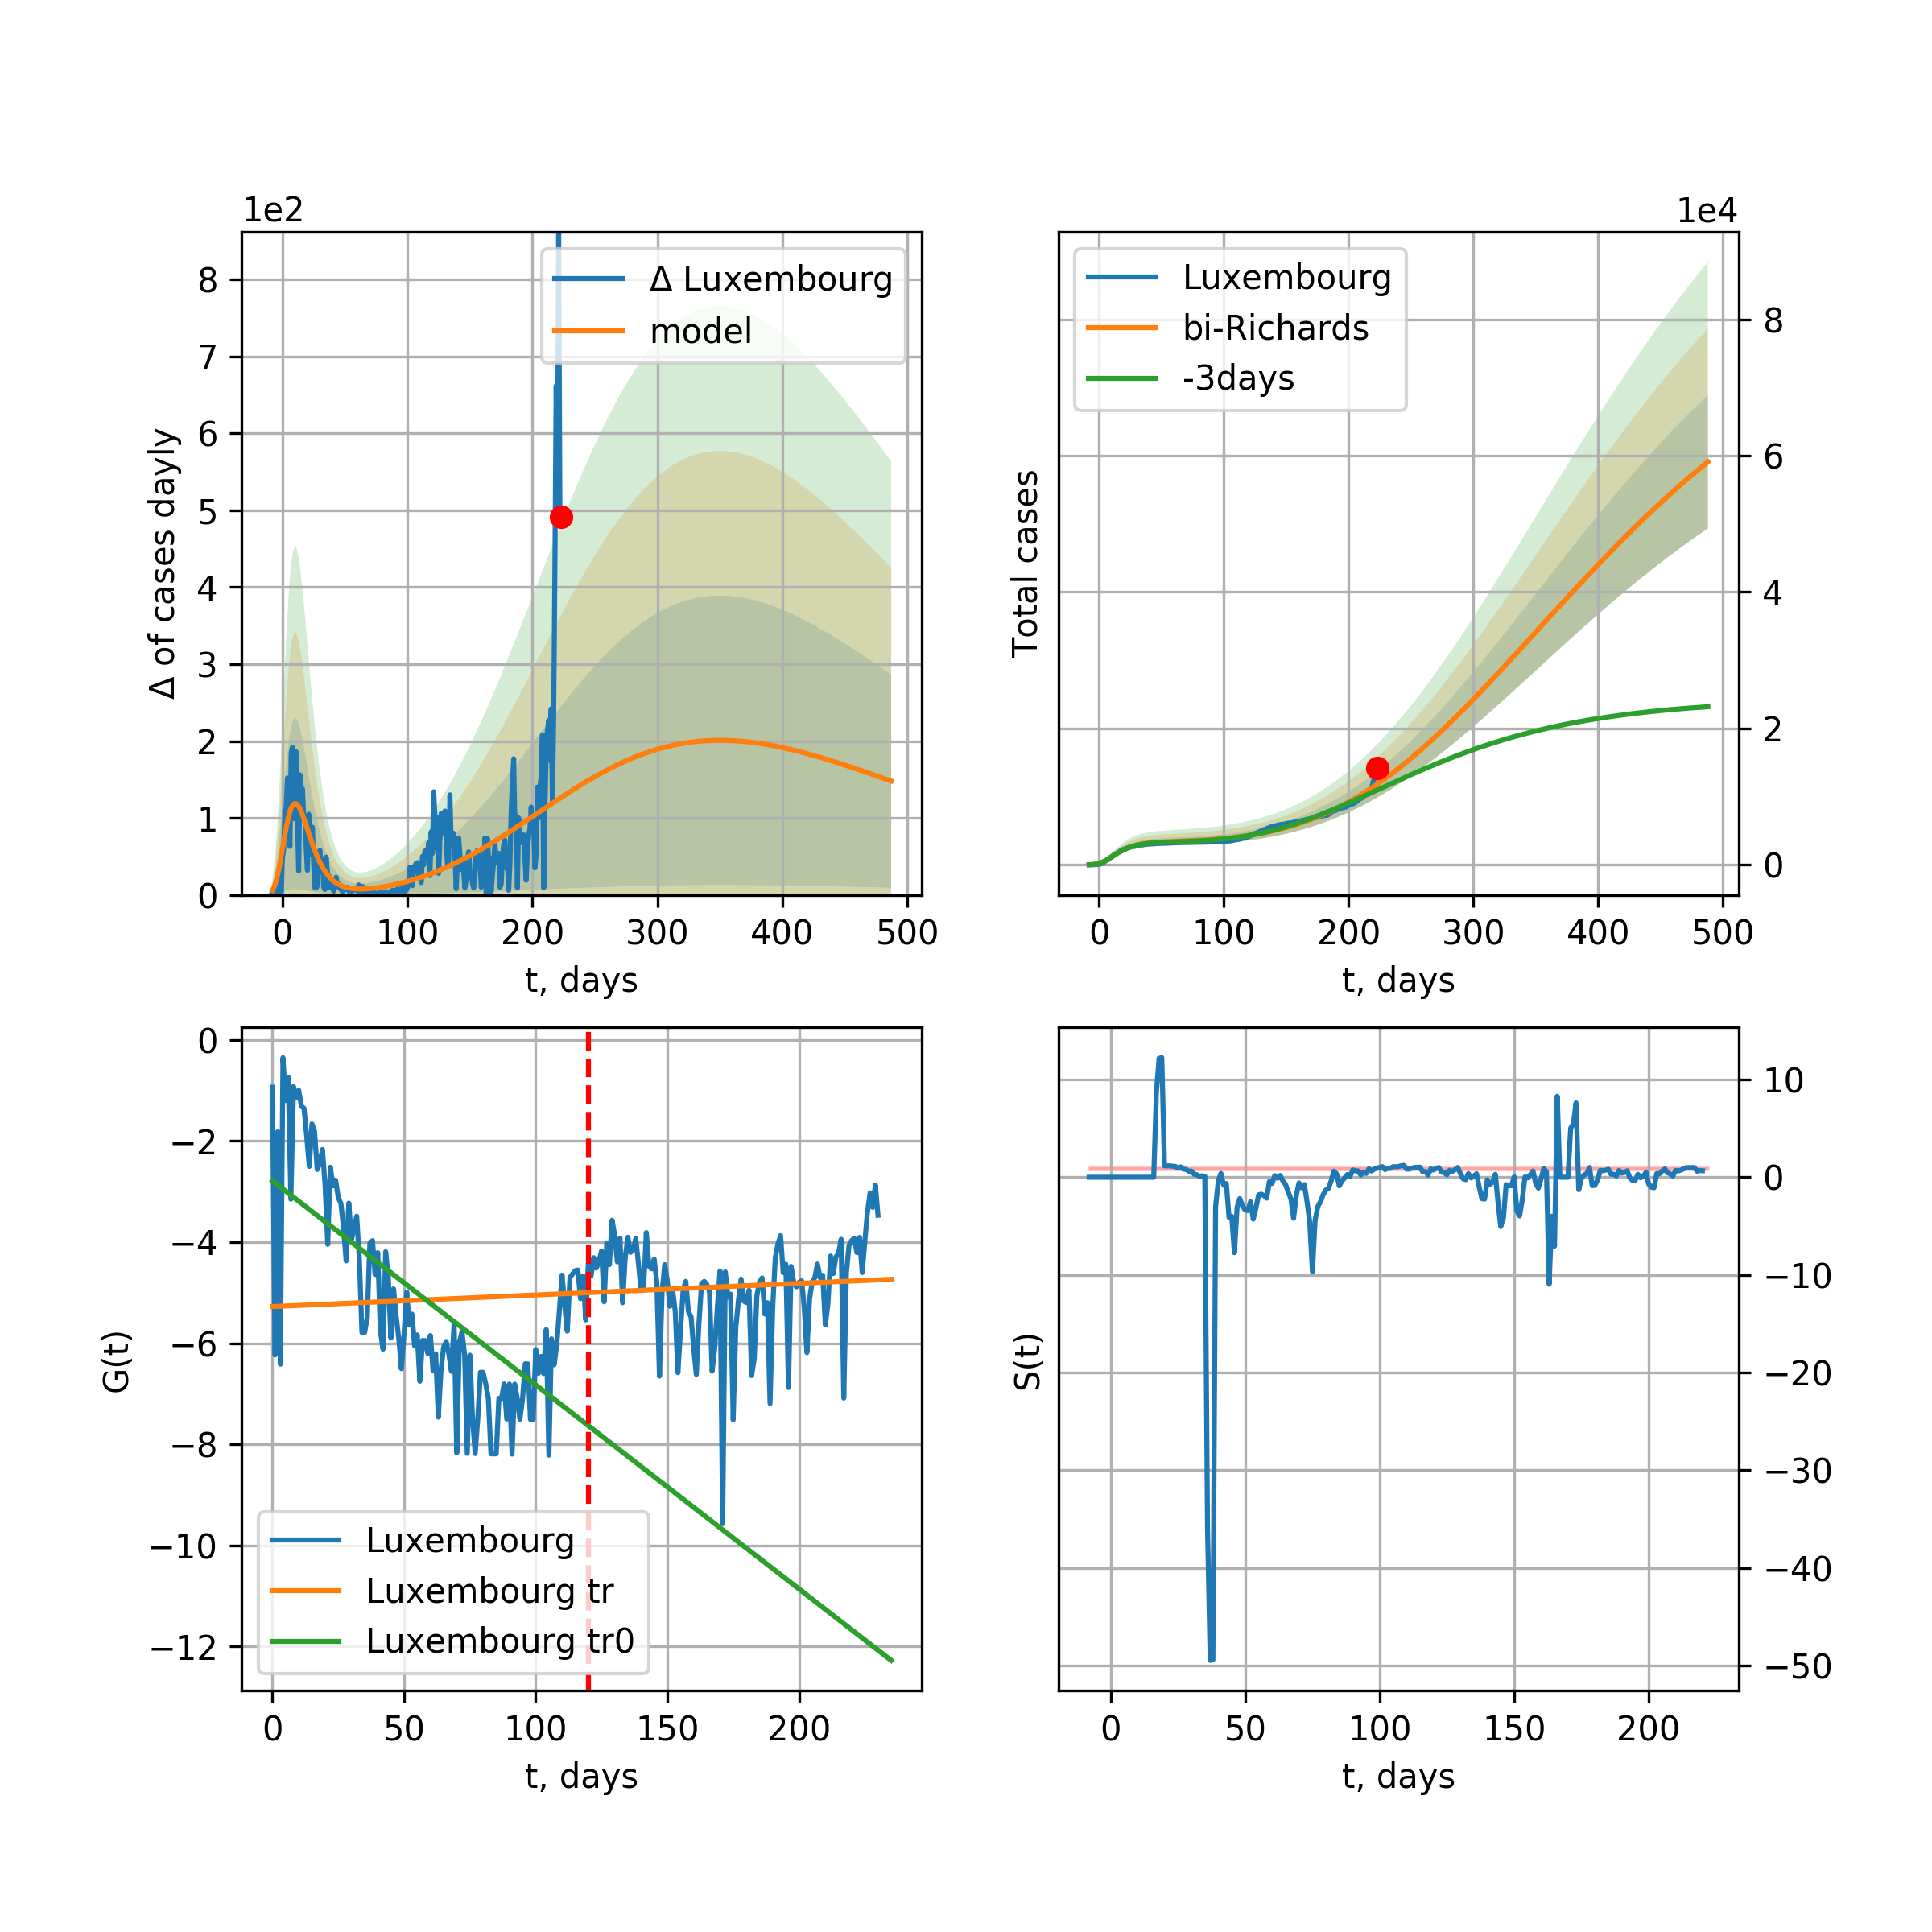 1e2
Δ of cases dayly
8
7
6
5
4
3
2
1
0
Δ Luxembourg
model
0 100 200 300 400 500
t, days
1e4
Total cases
Luxembourg
bi-Richards
-3days
8
6
4
2
0
0 100 200 300 400 500
t, days
G(t)
0
−2
−4
−6
−8
−10
−12
Luxembourg
Luxembourg tr
Luxembourg tr0
0 50 100 150 200
t, days
S(t)
10
0
−10
−20
−30
−40
−50
0 50 100 150 200
t, days